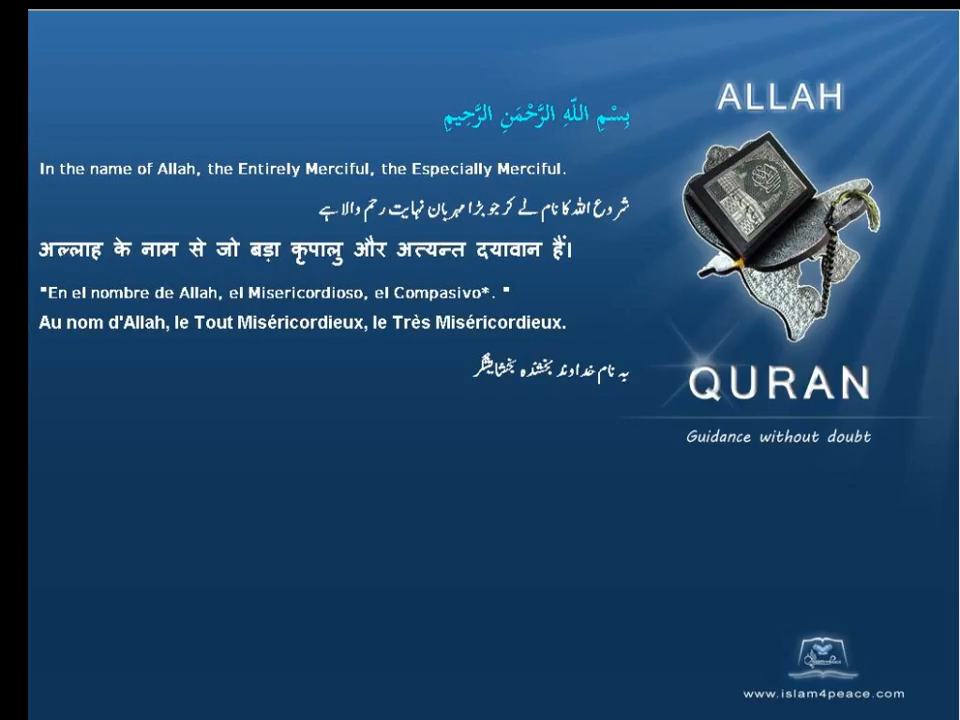 بِسْمِ اللَّهِ الرَّحْمَنِ الرَّحِيمِ
In the name of Allah, the Entirely Merciful, the Especially Merciful.
شروع الله کا نام لے کر جو بڑا مہربان نہایت رحم والا ہے
अल्लाह के नाम से जो बड़ा कृपालु और अत्यन्त दयावान हैं।
"En el nombre de Allah, el Misericordioso, el Compasivo*. "
Au nom d'Allah, le Tout Miséricordieux, le Très Miséricordieux.
به نام خداوند بخشنده بخشایشگر
ALLAH
QURAN
Guidance without doubt
www.islam4peace.com